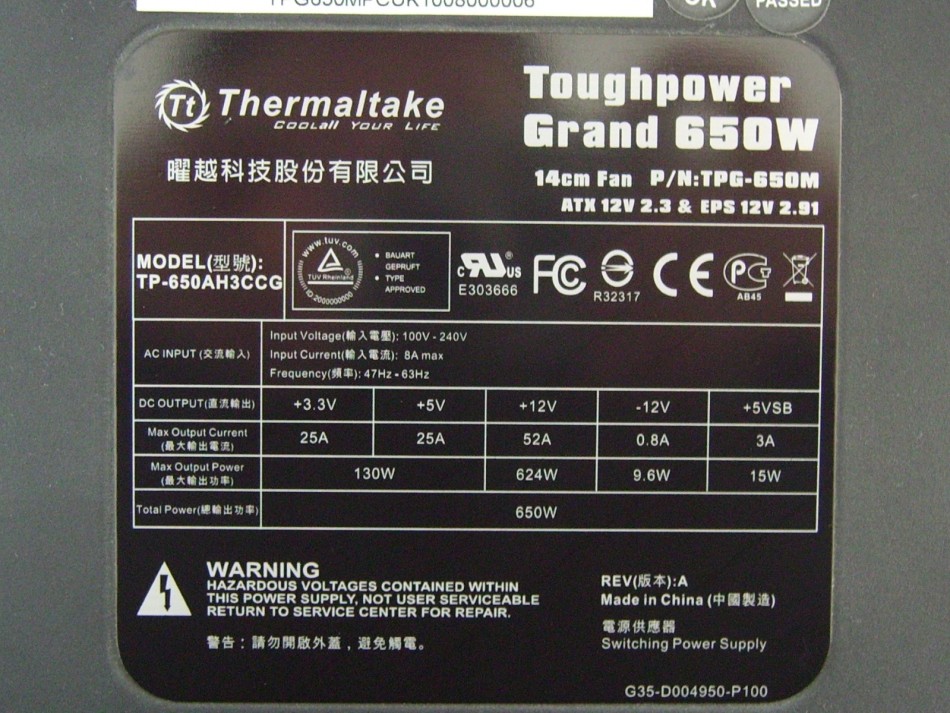 OK
PASSED
Tt Thermaltake
COOLall YOUR LIFE
曜越科技股份有限公司
Toughpower
Grand 650W
14cm Fan P/N:TPG-650M
ATX 12V 2.3 & EPS 12V 2.91
MODEL(型號):
TP-650AH3CCG
www.tuv.com
TUV Rheinland
ID:2000000000
• BAUART
GEPRUFT
• TYPE
APPROVED
c RU ® US
E303666
FC
R32317
CE
PG
AB45
AC INPUT (交流輸入)
Input Voltage(輸入電壓): 100V - 240V
Input Current(輸入電流): 8A max
Frequency(頻率): 47Hz - 63Hz
DC OUTPUT(直流輸出) +3.3V +5V +12V -12V +5VSB
Max Output Current
(最大輸出電流)
25A 25A 52A 0.8A 3A
Max Output Power
(最大輸出功率)
130W 624W 9.6W 15W
Total Power(總輸出功率) 650W
WARNING
HAZARDOUS VOLTAGES CONTAINED WITHIN
THIS POWER SUPPLY, NOT USER SERVICEABLE
RETURN TO SERVICE CENTER FOR REPAIR.
警告：請勿開啟外蓋，避免觸電。
REV(版本):A
Made in China (中國製造)
電源供應器
Switching Power Supply
G35-D004950-P100